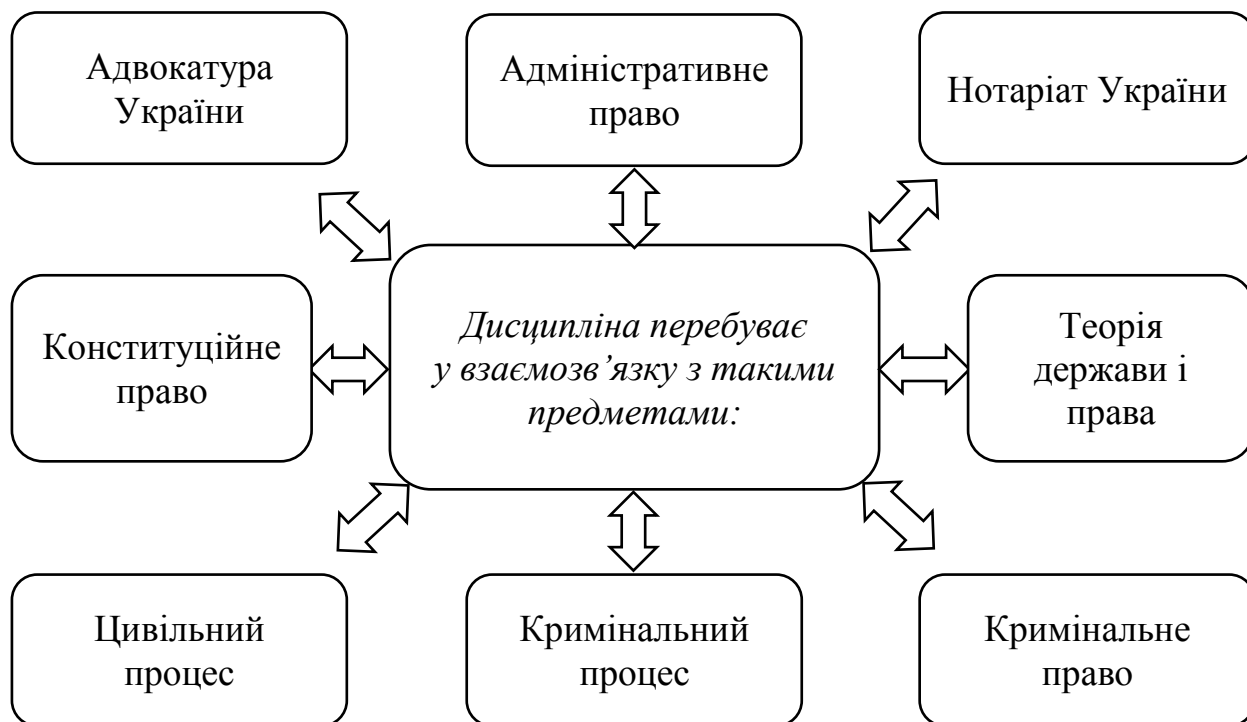 Адвокатура
України
Адміністративне
право
Нотаріат України
Конституційне
право
Дисципліна перебуває
у взаємозв’язку з такими
предметами:
Теорія
держави і
права
Цивільний
процес
Кримінальний
процес
Кримінальне
право